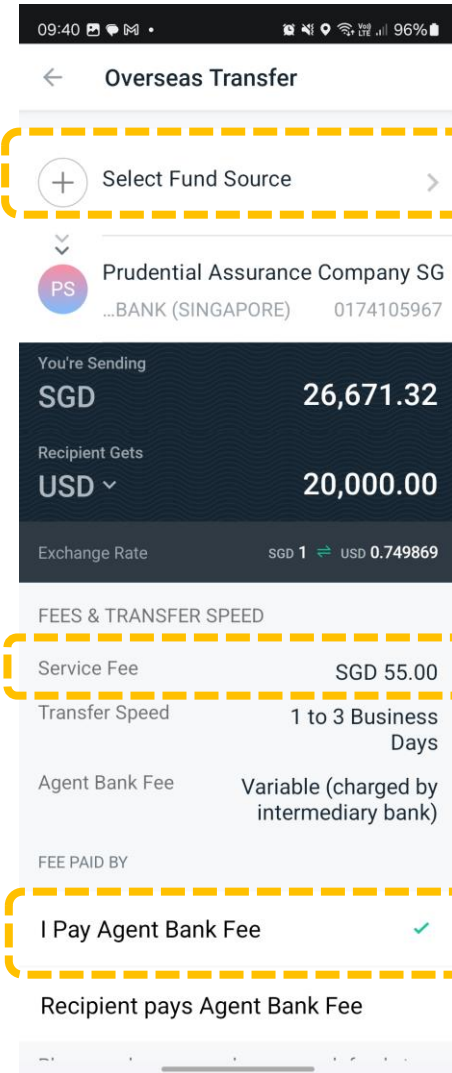 09:40 96%
Overseas Transfer
Select Fund Source
PS
Prudential Assurance Company SG
...BANK (SINGAPORE) 0174105967
You're Sending
SGD 26,671.32
Recipient Gets
USD 20,000.00
Exchange Rate SGD 1 ⇌ USD 0.749869
FEES & TRANSFER SPEED
Service Fee SGD 55.00
Transfer Speed 1 to 3 Business
Days
Agent Bank Fee Variable (charged by
intermediary bank)
FEE PAID BY
I Pay Agent Bank Fee
Recipient pays Agent Bank Fee